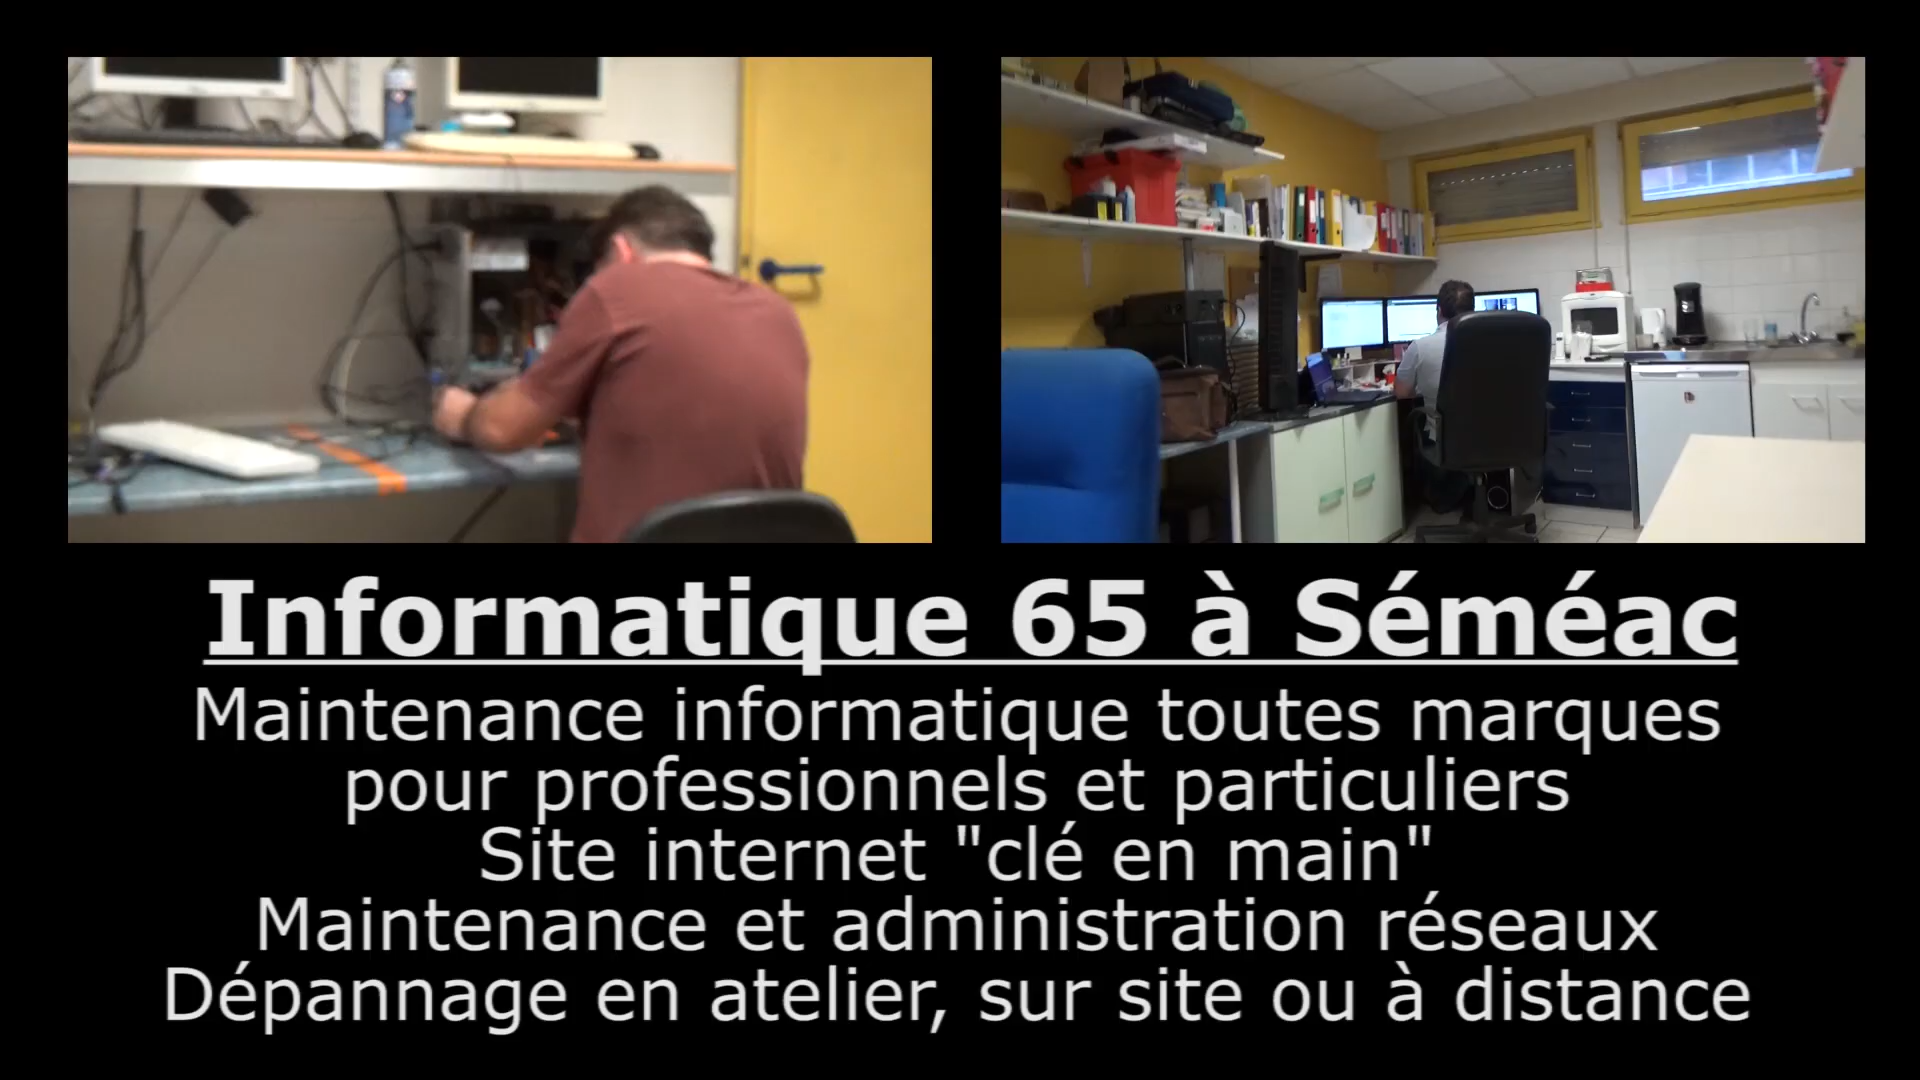 Informatique 65 à Séméac
Maintenance informatique toutes marques
pour professionnels et particuliers
Site internet "clé en main"
Maintenance et administration réseaux
Dépannage en atelier, sur site ou à distance